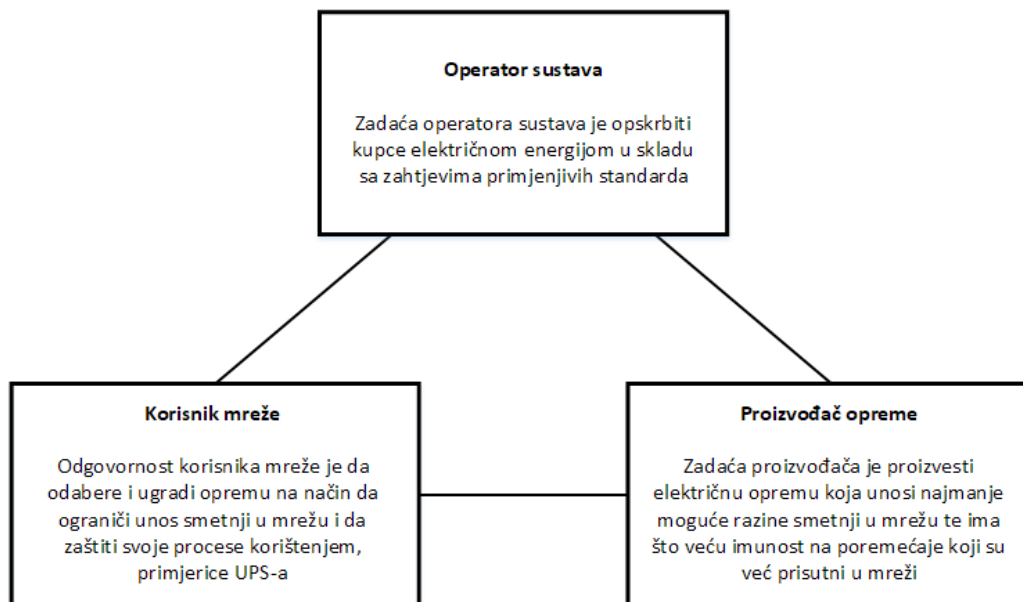 Operator sustava
Zadaća operatora sustava je opskrbiti
kupce električnom energijom u skladu
sa zahtjevima primjenjivih standarda
Korisnik mreže
Odgovornost korisnika mreže je da
odabere i ugradi opremu na način da
ograniči unos smetnji u mrežu i da
zaštiti svoje procese korištenjem,
primjerice UPS-a
Proizvođač opreme
Zadaća proizvođača je proizvesti
električnu opremu koja unosi najmanje
moguće razine smetnji u mrežu te ima
što veću imunost na poremećaje koji su
već prisutni u mreži